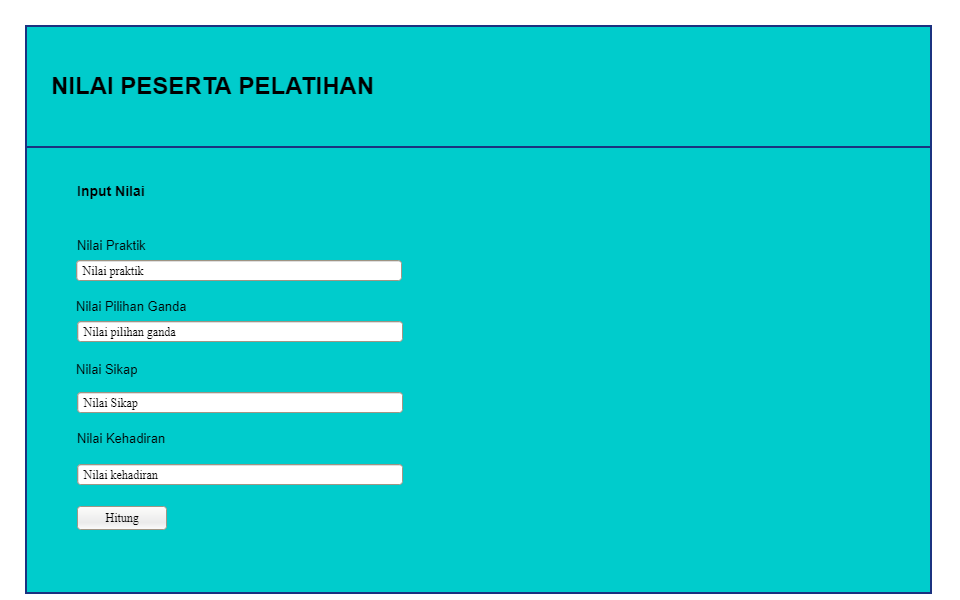 NILAI PESERTA PELATIHAN
Input Nilai
Nilai Praktik
Nilai praktik
Nilai Pilihan Ganda
Nilai pilihan ganda
Nilai Sikap
Nilai Sikap
Nilai Kehadiran
Nilai kehadiran
Hitung